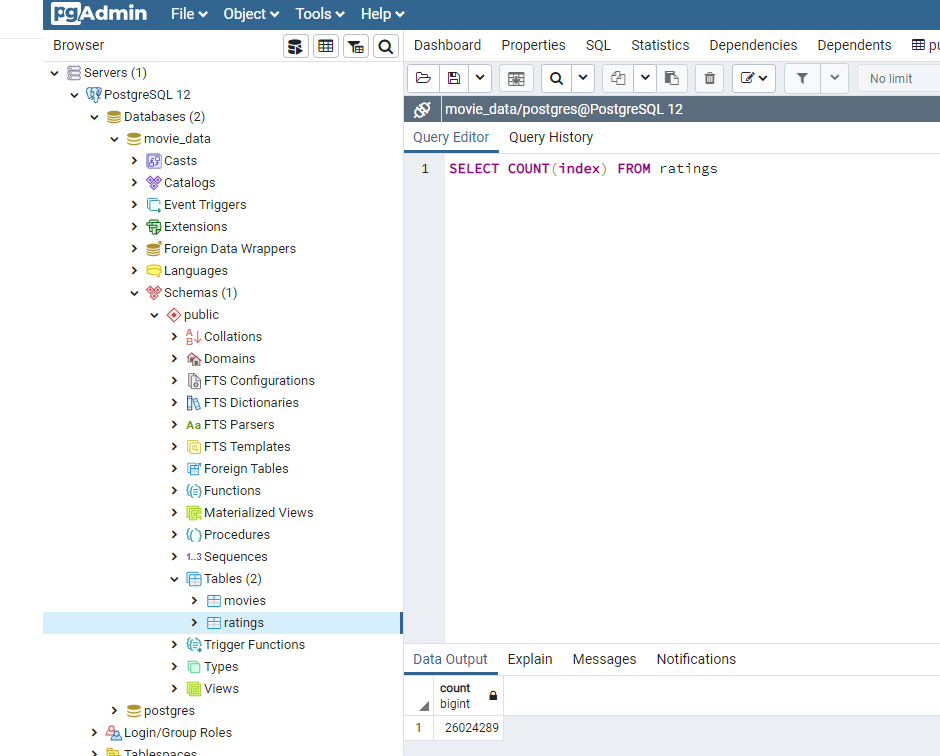 pgAdmin File Object Tools Help
Browser
Dashboard Properties SQL Statistics Dependencies Dependents pu
No limit
Servers (1)
PostgreSQL 12
Databases (2)
movie_data
Casts
Catalogs
Event Triggers
Extensions
Foreign Data Wrappers
Languages
Schemas (1)
public
Collations
Domains
FTS Configurations
FTS Dictionaries
Aa FTS Parsers
FTS Templates
Foreign Tables
Functions
Materialized Views
Procedures
1..3 Sequences
Tables (2)
movies
ratings
Trigger Functions
Types
Views
postgres
Login/Group Roles
Tablespaces
movie_data/postgres@PostgreSQL 12
Query Editor Query History
1 SELECT COUNT(index) FROM ratings
Data Output Explain Messages Notifications
count
bigint
1 26024289